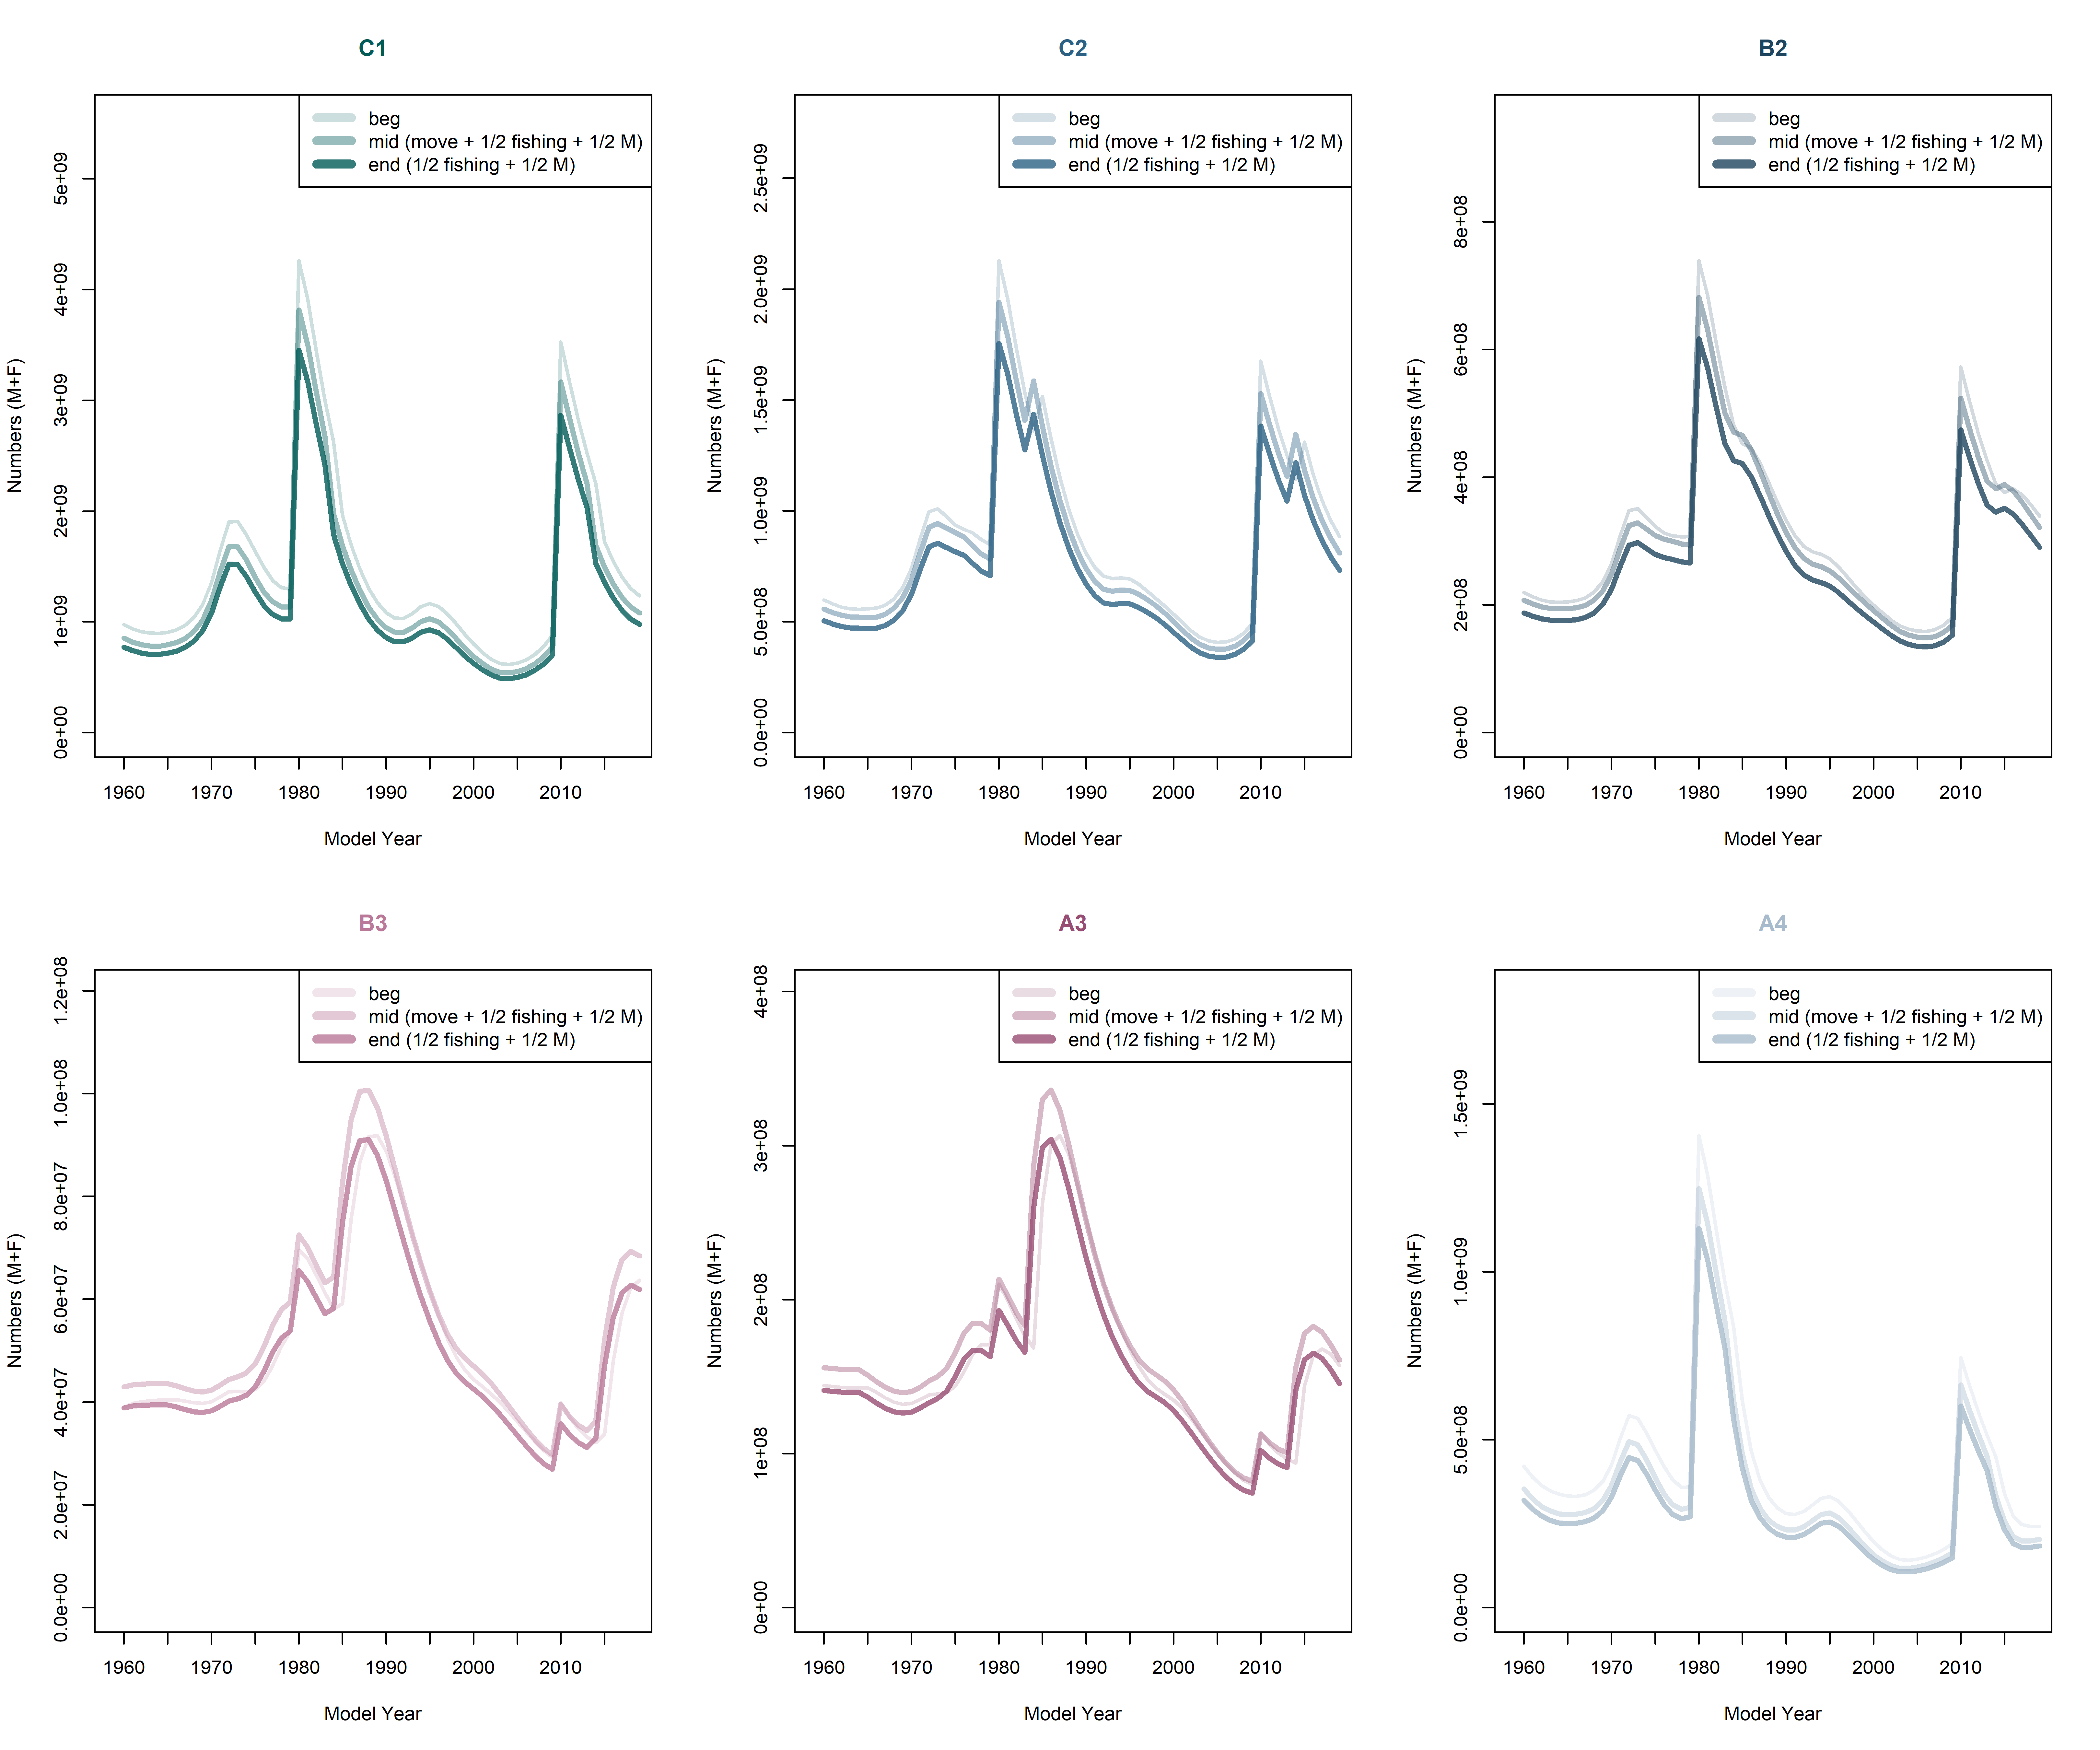 C1
beg
mid (move + 1/2 fishing + 1/2 M)
end (1/2 fishing + 1/2 M)
Numbers (M+F)
5e+09
4e+09
3e+09
2e+09
1e+09
0e+00
1960 1970 1980 1990 2000 2010
Model Year
C2
beg
mid (move + 1/2 fishing + 1/2 M)
end (1/2 fishing + 1/2 M)
Numbers (M+F)
2.5e+09
2.0e+09
1.5e+09
1.0e+09
5.0e+08
0.0e+00
1960 1970 1980 1990 2000 2010
Model Year
B2
beg
mid (move + 1/2 fishing + 1/2 M)
end (1/2 fishing + 1/2 M)
Numbers (M+F)
8e+08
6e+08
4e+08
2e+08
0e+00
1960 1970 1980 1990 2000 2010
Model Year
B3
beg
mid (move + 1/2 fishing + 1/2 M)
end (1/2 fishing + 1/2 M)
Numbers (M+F)
1.2e+08
1.0e+08
8.0e+07
6.0e+07
4.0e+07
2.0e+07
0.0e+00
1960 1970 1980 1990 2000 2010
Model Year
A3
beg
mid (move + 1/2 fishing + 1/2 M)
end (1/2 fishing + 1/2 M)
Numbers (M+F)
4e+08
3e+08
2e+08
1e+08
0e+00
1960 1970 1980 1990 2000 2010
Model Year
A4
beg
mid (move + 1/2 fishing + 1/2 M)
end (1/2 fishing + 1/2 M)
Numbers (M+F)
1.5e+09
1.0e+09
5.0e+08
0.0e+00
1960 1970 1980 1990 2000 2010
Model Year